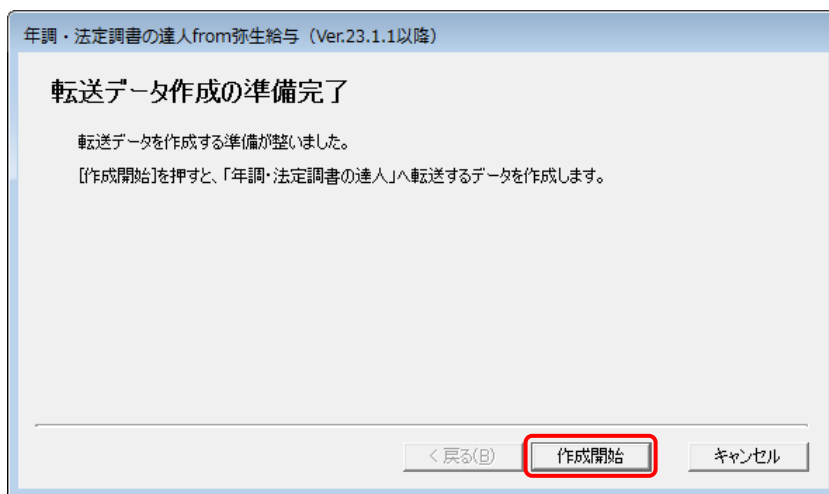 年調・法定調書の達人from弥生給与（Ver.23.1.1以降）
転送データ作成の準備完了
転送データを作成する準備が整いました。
[作成開始]を押すと、「年調・法定調書の達人」へ転送するデータを作成します。
< 戻る(B) 作成開始 キャンセル